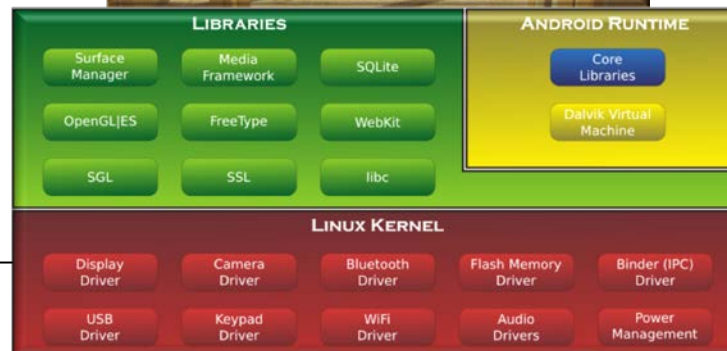 LIBRARIES
Surface
Manager
Media
Framework
SQLite
OpenGL|ES
FreeType
WebKit
SGL
SSL
libc
ANDROID RUNTIME
Core
Libraries
Dalvik Virtual
Machine
LINUX KERNEL
Display
Driver
Camera
Driver
Bluetooth
Driver
Flash Memory
Driver
Binder (IPC)
Driver
USB
Driver
Keypad
Driver
WiFi
Driver
Audio
Drivers
Power
Management